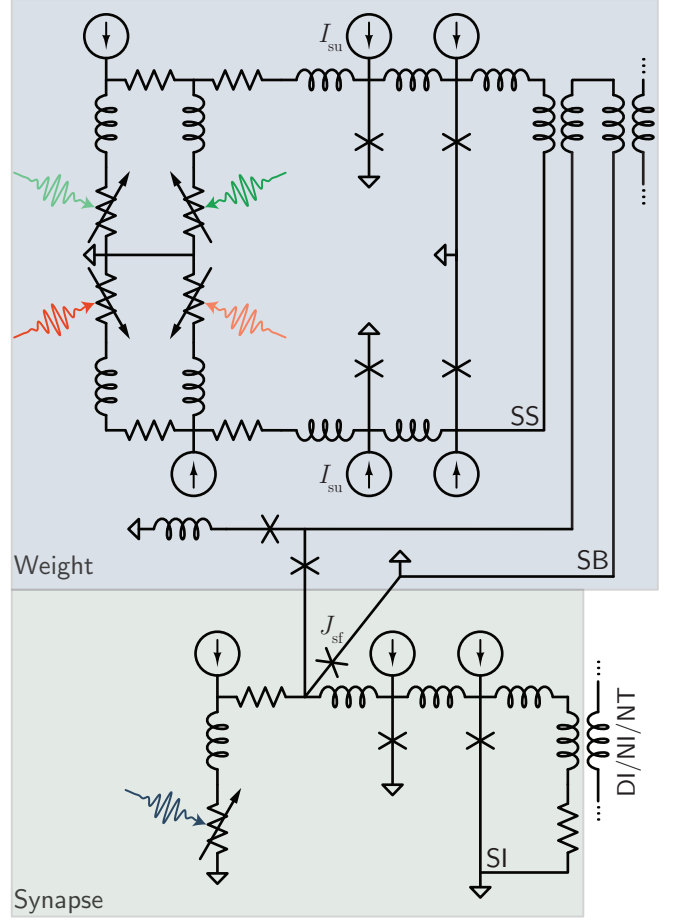 I_su
SS
I_su
SB
Weight
J_sf
DI/NI/NT
SI
Synapse